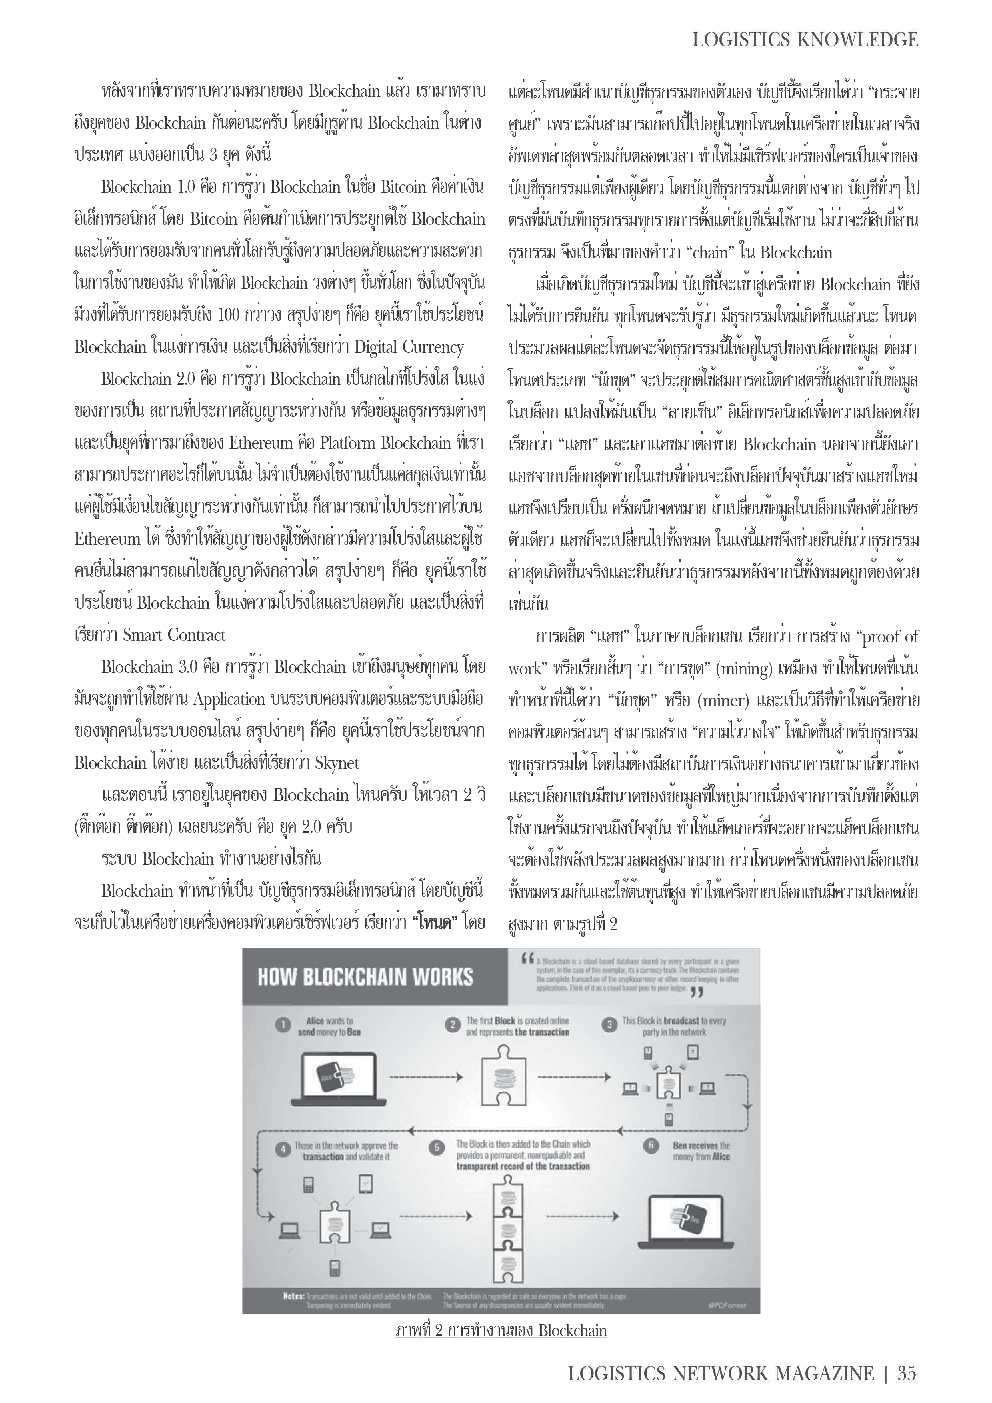 LOGISTICS KNOWLEDGE
หลังจากที่เราทราบความหมายของ Blockchain แล้ว เรามาทราบ
ถึงยุคของ Blockchain กันต่อนะครับ โดยมีกูรูด้าน Blockchain ในต่าง
ประเทศ แบ่งออกเป็น 3 ยุค ดังนี้
Blockchain 1.0 คือ การรู้ว่า Blockchain ในชื่อ Bitcoin คือค่าเงิน
อิเล็กทรอนิกส์ โดย Bitcoin คือต้นกำเนิดการประยุกต์ใช้ Blockchain
และได้รับการยอมรับจากคนทั่วโลกรับรู้ถึงความปลอดภัยและความสะดวก
ในการใช้งานของมัน ทำให้เกิด Blockchain วงต่างๆ ขึ้นทั่วโลก ซึ่งในปัจจุบัน
มีวงที่ได้รับการยอมรับถึง 100 กว่าวง สรุปง่ายๆ ก็คือ ยุคนี้เราใช้ประโยชน์
Blockchain ในแง่การเงิน และเป็นสิ่งที่เรียกว่า Digital Currency
Blockchain 2.0 คือ การรู้ว่า Blockchain เป็นกลไกที่โปร่งใส ในแง่
ของการเป็น สถานที่ประกาศสัญญาระหว่างกัน หรือข้อมูลธุรกรรมต่างๆ
และเป็นยุคที่การมาถึงของ Ethereum คือ Platform Blockchain ที่เรา
สามารถประกาศอะไรก็ได้บนนั้น ไม่จำเป็นต้องใช้งานเป็นแค่สกุลเงินเท่านั้น
แค่ผู้ใช้มีเงื่อนไขสัญญาระหว่างกันเท่านั้น ก็สามารถนำไปประกาศไว้บน
Ethereum ได้ ซึ่งทำให้สัญญาของผู้ใช้ดังกล่าวมีความโปร่งใสและผู้ใช้
คนอื่นไม่สามารถแก้ไขสัญญาดังกล่าวได้ สรุปง่ายๆ ก็คือ ยุคนี้เราใช้
ประโยชน์ Blockchain ในแง่ความโปร่งใสและปลอดภัย และเป็นสิ่งที่
เรียกว่า Smart Contract
Blockchain 3.0 คือ การรู้ว่า Blockchain เข้าถึงมนุษย์ทุกคน โดย
มันจะถูกทำให้ใช้ผ่าน Application บนระบบคอมพิวเตอร์และระบบมือถือ
ของทุกคนในระบบออนไลน์ สรุปง่ายๆ ก็คือ ยุคนี้เราใช้ประโยชน์จาก
Blockchain ได้ง่าย และเป็นสิ่งที่เรียกว่า Skynet
และตอนนี้ เราอยู่ในยุคของ Blockchain ไหนครับ ให้เวลา 2 วิ
(ติ๊กต๊อก ติ๊กต๊อก) เฉลยนะครับ คือ ยุค 2.0 ครับ
ระบบ Blockchain ทำงานอย่างไรกัน
Blockchain ทำหน้าที่เป็น บัญชีธุรกรรมอิเล็กทรอนิกส์ โดยบัญชีนี้
จะเก็บไว้ในเครือข่ายเครื่องคอมพิวเตอร์เซิร์ฟเวอร์ เรียกว่า “โหนด” โดย
แต่ละโหนดมีสำเนาบัญชีธุรกรรมของตัวเอง บัญชีนี้จึงเรียกได้ว่า “กระจาย
ศูนย์” เพราะมันสามารถก๊อปปี้ไปอยู่ในทุกโหนดในเครือข่ายในเวลาจริง
อัพเดทล่าสุดพร้อมกันตลอดเวลา ทำให้ไม่มีเซิร์ฟเวอร์ของใครเป็นเจ้าของ
บัญชีธุรกรรมแต่เพียงผู้เดียว โดยบัญชีธุรกรรมนี้แตกต่างจาก บัญชีทั่วๆ ไป
ตรงที่มันบันทึกธุรกรรมทุกรายการตั้งแต่บัญชีเริ่มใช้งาน ไม่ว่าจะกี่สิบกี่ล้าน
ธุรกรรม จึงเป็นที่มาของคำว่า “chain” ใน Blockchain
เมื่อเกิดบัญชีธุรกรรมใหม่ บัญชีนี้จะเข้าสู่เครือข่าย Blockchain ที่ยัง
ไม่ได้รับการยืนยัน ทุกโหนดจะรับรู้ว่า มีธุรกรรมใหม่เกิดขึ้นแล้วนะ โหนด
ประมวลผลแต่ละโหนดจะจัดธุรกรรมนี้ให้อยู่ในรูปของบล็อกข้อมูล ต่อมา
โหนดประเภท “นักขุด” จะประยุกต์ใช้สมการคณิตศาสตร์ชั้นสูงเข้ากับข้อมูล
ในบล็อก แปลงให้มันเป็น “ลายเซ็น” อิเล็กทรอนิกส์เพื่อความปลอดภัย
เรียกว่า “แฮช” และเอาแฮชมาต่อท้าย Blockchain นอกจากนี้ยังเอา
แฮชจากบล็อกสุดท้ายในเชนที่ก่อนจะถึงบล็อกปัจจุบันมาสร้างแฮชใหม่
แฮชจึงเปรียบเป็น ครั่งผนึกจดหมาย ถ้าเปลี่ยนข้อมูลในบล็อกเพียงตัวอักษร
ตัวเดียว แฮชก็จะเปลี่ยนไปทั้งหมด ในแง่นี้แฮชจึงช่วยยืนยันว่าธุรกรรม
ล่าสุดเกิดขึ้นจริงและยืนยันว่าธุรกรรมหลังจากนี้ทั้งหมดถูกต้องด้วย
เช่นกัน
การผลิต “แฮช” ในภาษาบล็อกเชน เรียกว่า การสร้าง “proof of
work” หรือเรียกสั้นๆ ว่า “การขุด” (mining) เหมือง ทำให้โหนดที่เน้น
ทำหน้าที่นี้ได้ว่า “นักขุด” หรือ (miner) และเป็นวิธีที่ทำให้เครือข่าย
คอมพิวเตอร์ล้วนๆ สามารถสร้าง “ความไว้วางใจ” ให้เกิดขึ้นสำหรับธุรกรรม
ทุกธุรกรรมได้ โดยไม่ต้องมีสถาบันการเงินอย่างธนาคารเข้ามาเกี่ยวข้อง
และบล็อกเชนมีขนาดของข้อมูลที่ใหญ่มากเนื่องจากการบันทึกตั้งแต่
ใช้งานครั้งแรกจนถึงปัจจุบัน ทำให้แฮ็คเกอร์ที่จะอยากจะแฮ็คบล็อกเชน
จะต้องใช้พลังประมวลผลสูงมากมาก กว่าโหนดครึ่งหนึ่งของบล็อกเชน
ทั้งหมดรวมกันและใช้ต้นทุนที่สูง ทำให้เครือข่ายบล็อกเชนมีความปลอดภัย
สูงมาก ตามรูปที่ 2
HOW BLOCKCHAIN WORKS
“ A Blockchain is a cloud based database shared by every participant in a given
system, in the case of this exemplar, its a currency trade. The Blockchain contains
the complete transaction of the cryptocurrency or other record keeping in other
applications. Think of it as a cloud based peer to peer ledger. ”
1 Alice wants to
send money to Ben
2 The first Block is created online
and represents the transaction
3 This Block is broadcast to every
party in the network
Alice
4 Those in the network approve the
transaction and validate it
5 The Block is then added to the Chain which
provides a permanent, nonrepudiable and
transparent record of the transaction
6 Ben receives the
money from Alice
Ben
Notes: Transactions are not valid until added to the Chain.
Tampering is immediately evident.
The Blockchain is regarded as safe as everyone in the network has a copy.
The Source of any discrepancies are usually evident immediately.
@PCForrest
ภาพที่ 2 การทำงานของ Blockchain
LOGISTICS NETWORK MAGAZINE | 35